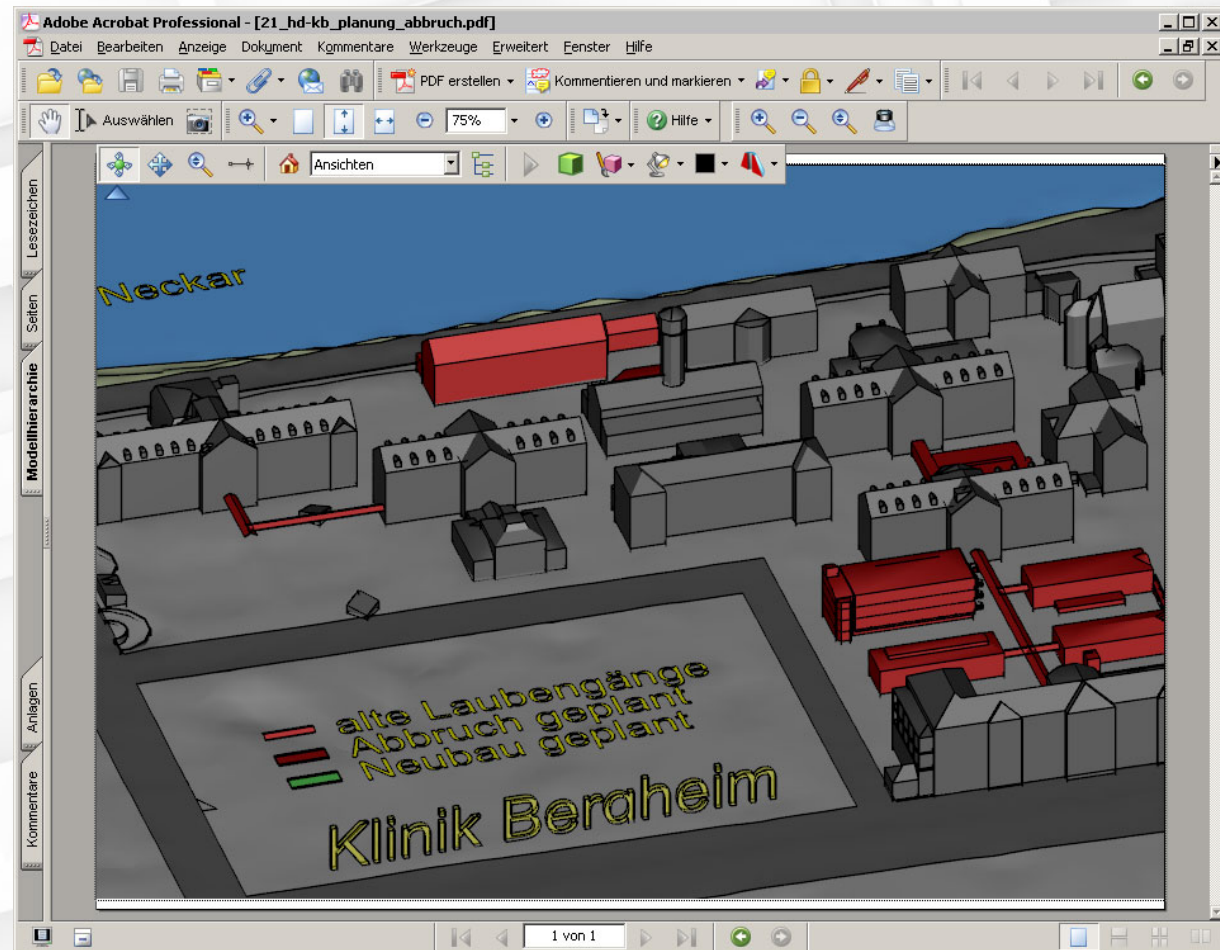 Adobe Acrobat Professional - [21_hd-kb_planung_abbruch.pdf]
Datei Bearbeiten Anzeige Dokument Kommentare Werkzeuge Erweitert Fenster Hilfe
PDF erstellen Kommentieren und markieren
Auswählen 75% Hilfe
Ansichten
Lesezeichen
Seiten
Modellhierarchie
Anlagen
Kommentare
Neckar
alte Laubengänge
Abbruch geplant
Neubau geplant
Klinik Bergheim
1 von 1